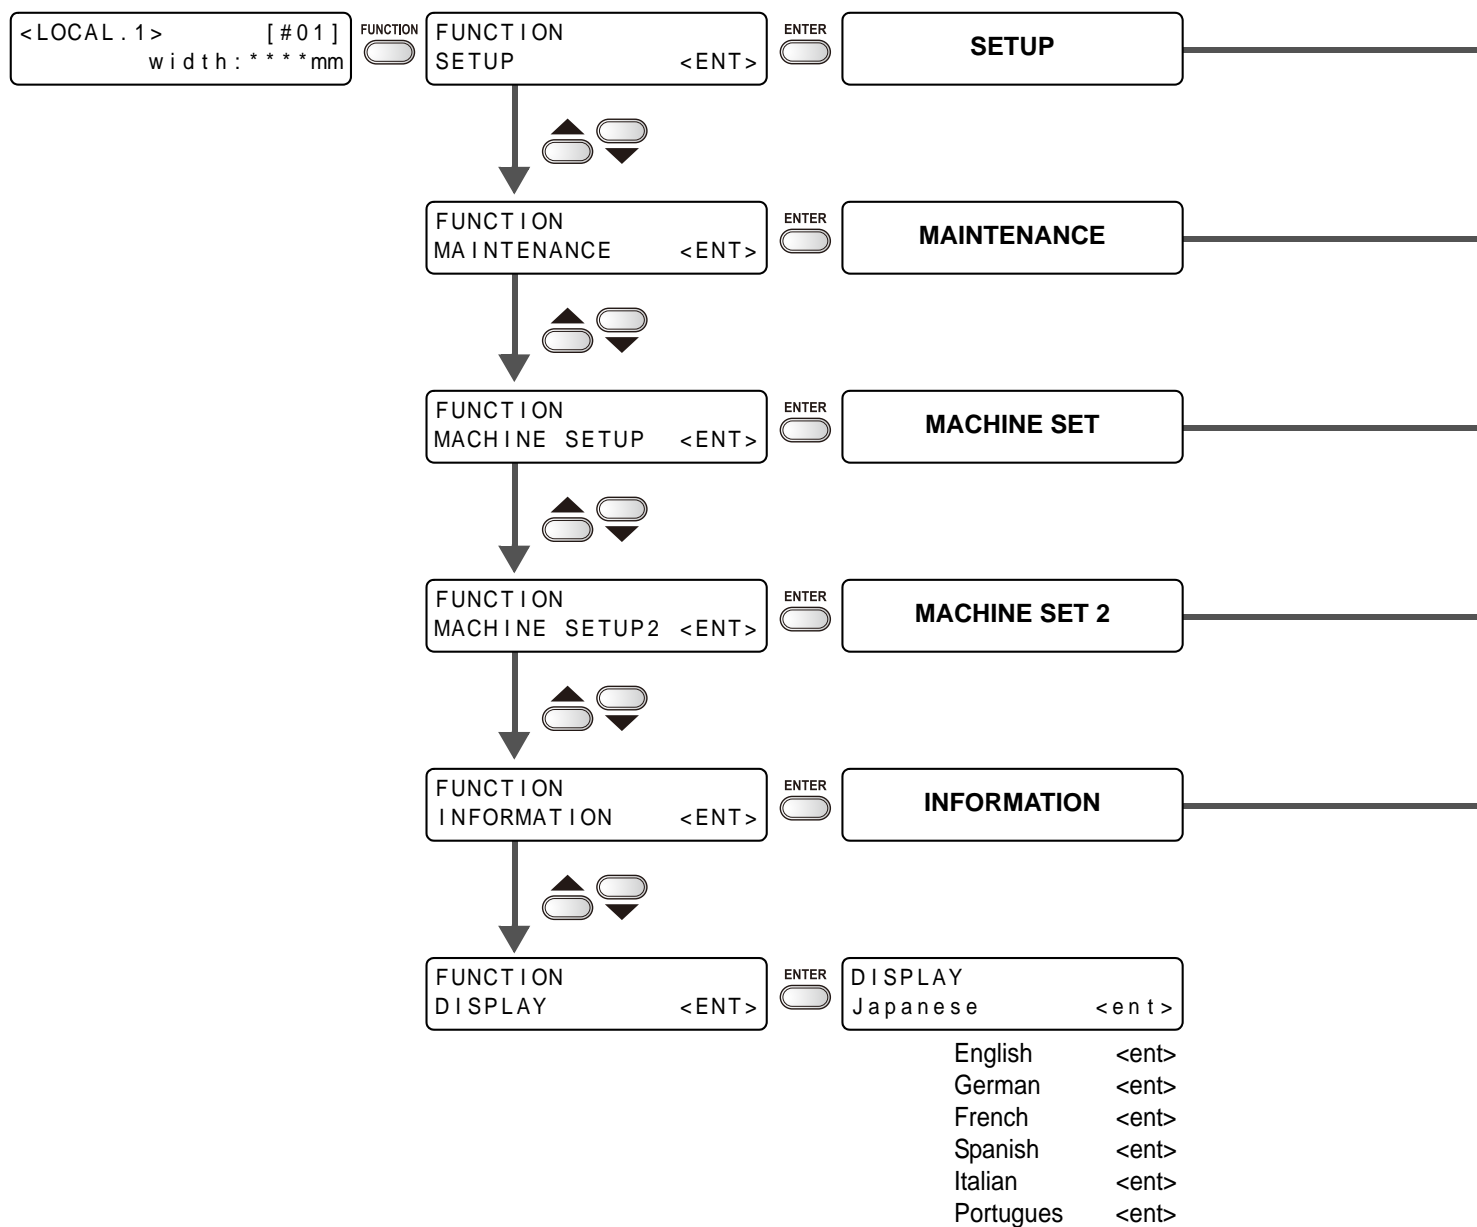 <LOCAL.1> [#01]
width:****mm
FUNCTION
FUNCTION
SETUP <ENT>
ENTER
SETUP
FUNCTION
MAINTENANCE <ENT>
ENTER
MAINTENANCE
FUNCTION
MACHINE SETUP <ENT>
ENTER
MACHINE SET
FUNCTION
MACHINE SETUP2 <ENT>
ENTER
MACHINE SET 2
FUNCTION
INFORMATION <ENT>
ENTER
INFORMATION
FUNCTION
DISPLAY <ENT>
ENTER
DISPLAY
Japanese <ent>
English <ent>
German <ent>
French <ent>
Spanish <ent>
Italian <ent>
Portugues <ent>